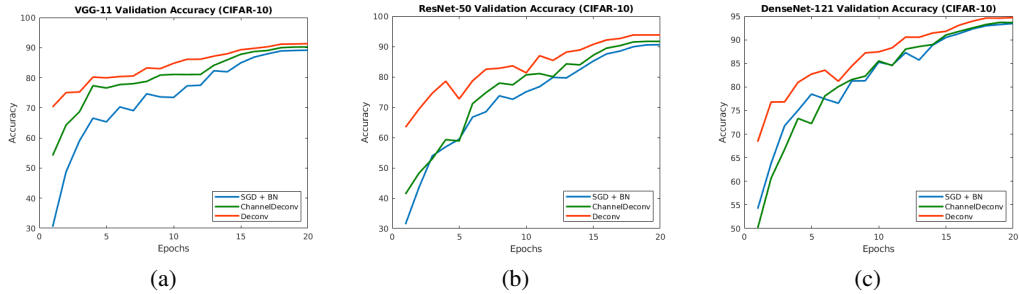 VGG-11 Validation Accuracy (CIFAR-10)
100
90
80
70
60
50
40
30
Accuracy
0
5
10
15
20
Epochs
SGD + BN
ChannelDeconv
Deconv
(a)
ResNet-50 Validation Accuracy (CIFAR-10)
100
90
80
70
60
50
40
30
Accuracy
0
5
10
15
20
Epochs
SGD + BN
ChannelDeconv
Deconv
(b)
DenseNet-121 Validation Accuracy (CIFAR-10)
95
90
85
80
75
70
65
60
55
50
Accuracy
0
5
10
15
20
Epochs
SGD + BN
ChannelDeconv
Deconv
(c)